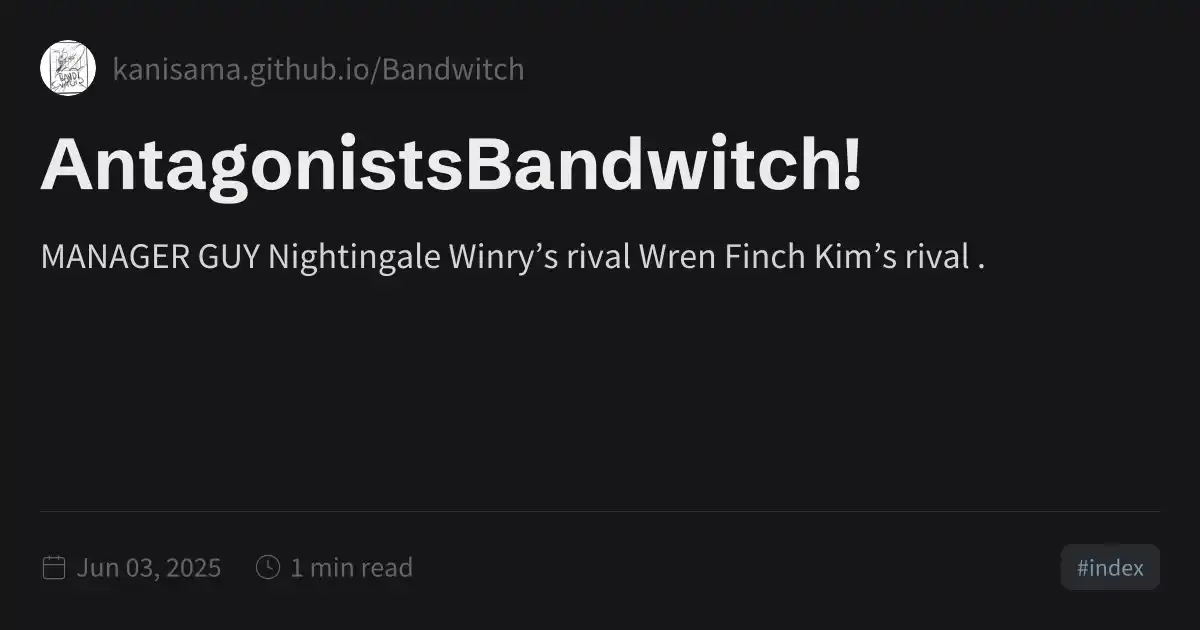 kanisama.github.io/Bandwitch
AntagonistsBandwitch!
MANAGER GUY Nightingale Winry’s rival Wren Finch Kim’s rival .
Jun 03, 2025
1 min read
#index